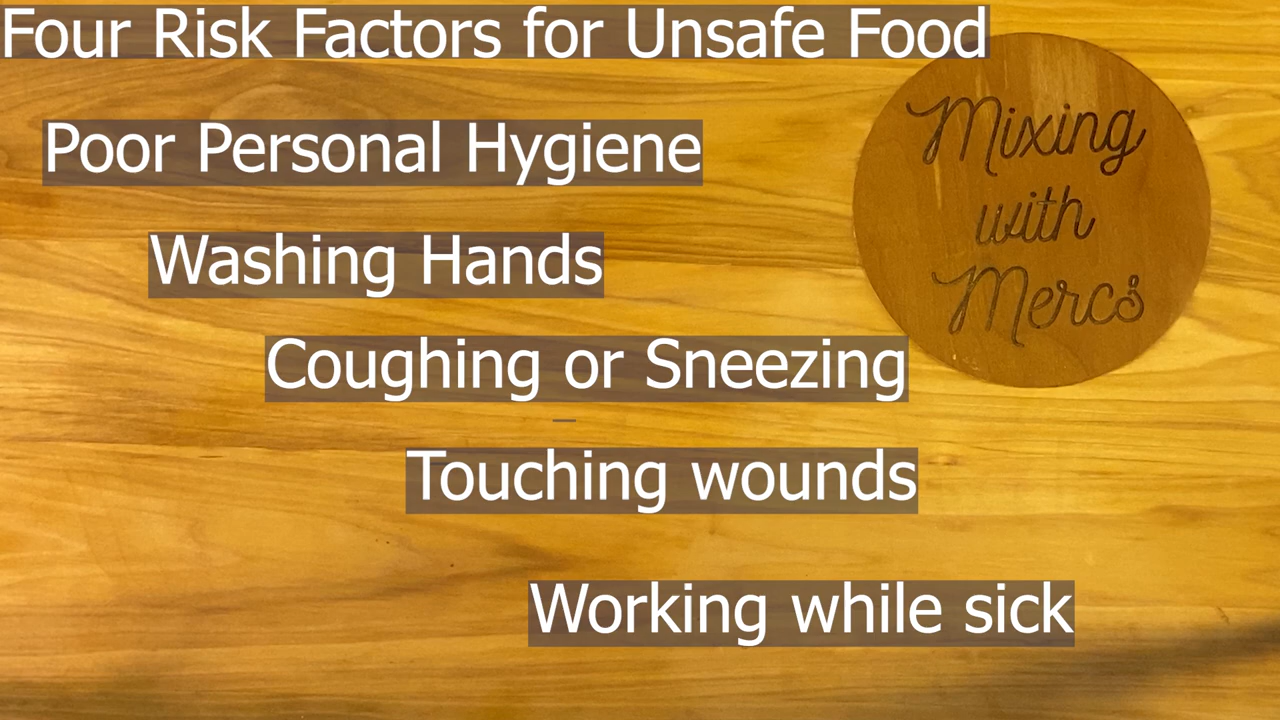 Four Risk Factors for Unsafe Food
Poor Personal Hygiene
Mixing
with
Mercs
Washing Hands
Coughing or Sneezing
Touching wounds
Working while sick